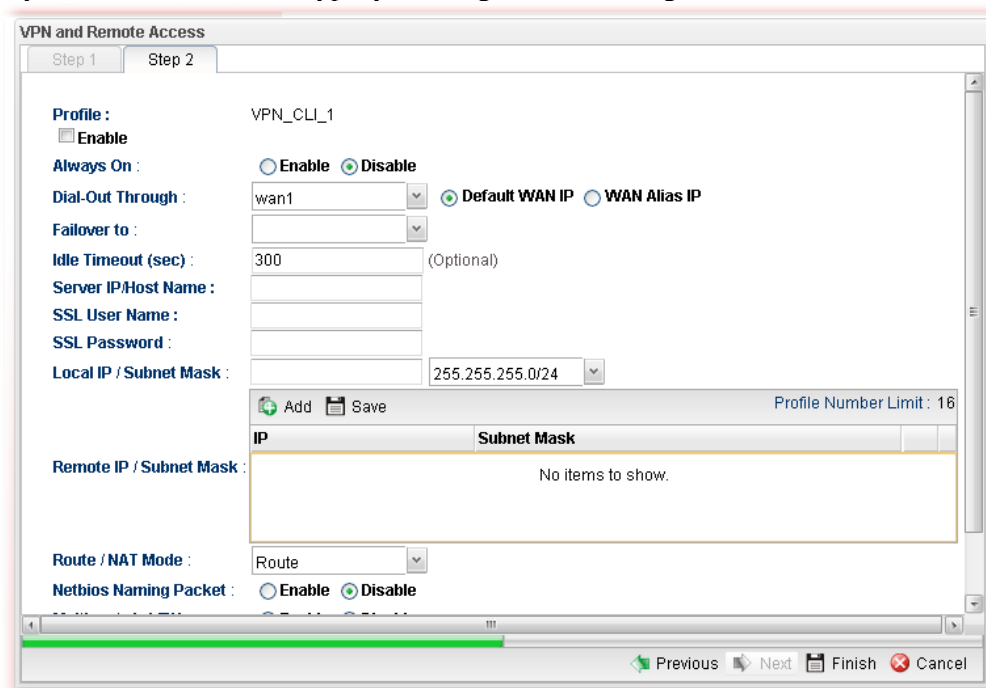 VPN and Remote Access
Step 1 Step 2
Profile : VPN_CLI_1
Enable
Always On : Enable Disable
Dial-Out Through : wan1 Default WAN IP WAN Alias IP
Failover to :
Idle Timeout (sec) : 300 (Optional)
Server IP/Host Name :
SSL User Name :
SSL Password :
Local IP / Subnet Mask : 255.255.255.0/24
Add Save Profile Number Limit : 16
IP Subnet Mask
Remote IP / Subnet Mask : No items to show.
Route / NAT Mode : Route
Netbios Naming Packet : Enable Disable
Previous Next Finish Cancel